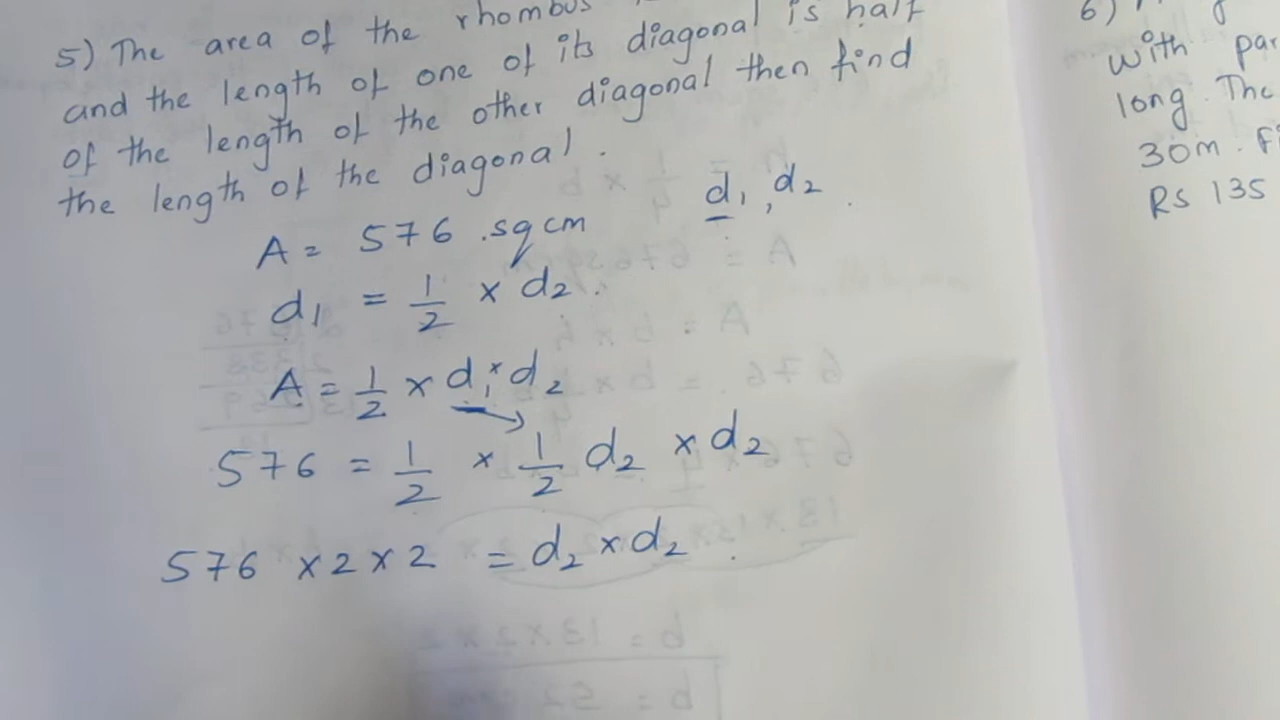 5) The area of the rhombus
and the length of one of its diagonal is half
of the length of the other diagonal then find
the length of the diagonal.
d₁, d₂
A = 576 .sq cm
d₁ = 1/2 × d₂.
A = 1/2 × d₁ × d₂
576 = 1/2 × 1/2 d₂ × d₂
576 × 2 × 2 = d₂ × d₂
6)
with
long. The
30m.
Rs 135